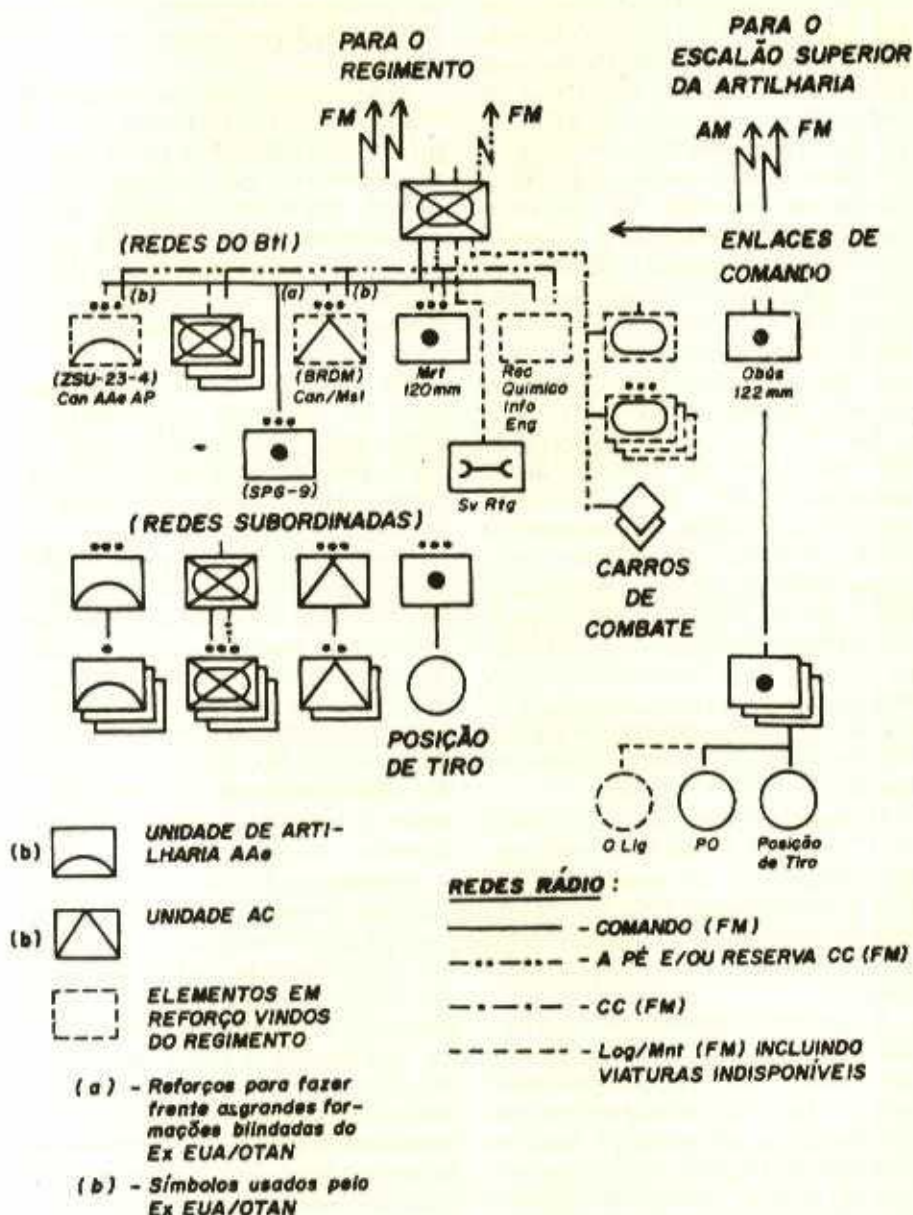 PARA O
REGIMENTO
PARA O
ESCALÃO SUPERIOR
DA ARTILHARIA
FM
FM
AM
FM
(REDES DO Btl)
ENLACES DE
COMANDO
(b)
(a)
(b)
(ZSU-23-4)
Can AAe AP
(BRDM)
Can/Msl
Mrt
120mm
Rec
Químico
Info
Eng
Obús
122mm
(SPG-9)
Sv Rtg
(REDES SUBORDINADAS)
CARROS
DE
COMBATE
POSIÇÃO
DE TIRO
O Lig
PO
Posição
de Tiro
(b)
UNIDADE DE ARTI-
LHARIA AAe
(b)
UNIDADE AC
ELEMENTOS EM
REFORÇO VINDOS
DO REGIMENTO
(a) - Reforços para fazer
frente as grandes for-
mações blindadas do
Ex EUA/OTAN
(b) - Símbolos usados pelo
Ex EUA/OTAN
REDES RÁDIO :
- COMANDO (FM)
- A PÉ E/OU RESERVA CC (FM)
- CC (FM)
- Log/Mnt (FM) INCLUINDO
VIATURAS INDISPONÍVEIS